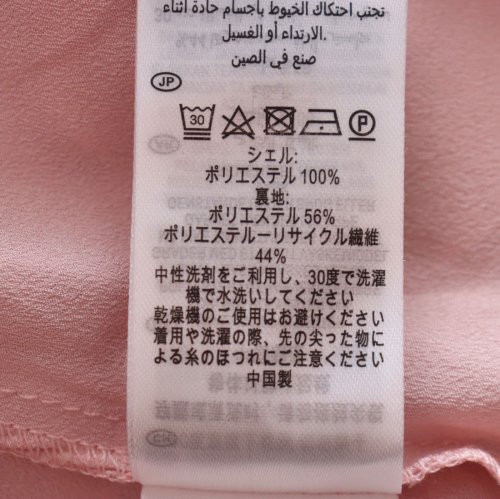 تجنب احتكاك الخيوط بأجسام حادة أثناء
الارتداء أو الغسيل.
صنع في الصين
JP
30
P
シェル:
ポリエステル 100%
裏地:
ポリエステル 56%
ポリエステルーリサイクル繊維
44%
中性洗剤をご利用し、30度で洗濯
機で水洗いしてください
乾燥機のご使用はお避けください
着用や洗濯の際、先の尖った物に
よる糸のほつれにご注意ください
中国製